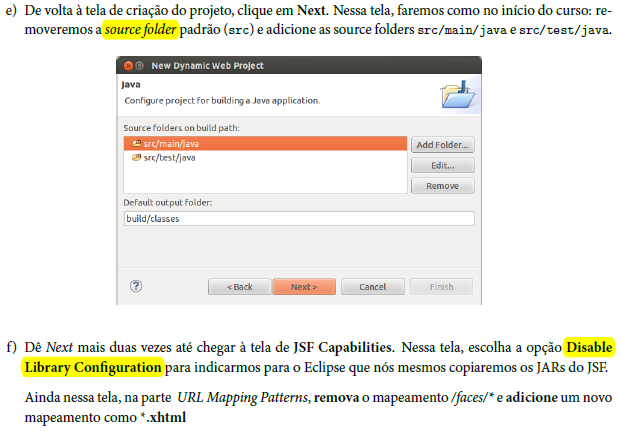 e) De volta à tela de criação do projeto, clique em Next. Nessa tela, faremos como no início do curso: re-
moveremos a source folder padrão (src) e adicione as source folders src/main/java e src/test/java.
New Dynamic Web Project
Java
Configure project for building a Java application.
Source folders on build path:
src/main/java
src/test/java
Add Folder...
Edit...
Remove
Default output folder:
build/classes
?
< Back
Next >
Cancel
Finish
f) Dê Next mais duas vezes até chegar à tela de JSF Capabilities. Nessa tela, escolha a opção Disable
Library Configuration para indicarmos para o Eclipse que nós mesmos copiaremos os JARs do JSF.
Ainda nessa tela, na parte URL Mapping Patterns, remova o mapeamento /faces/* e adicione um novo
mapeamento como *.xhtml